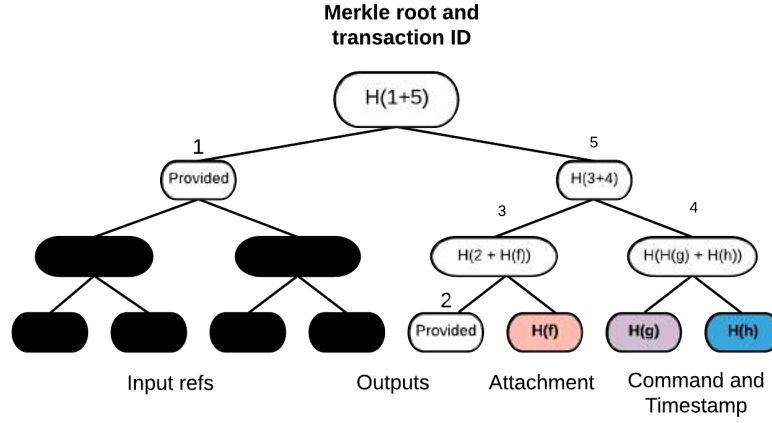 Merkle root and
transaction ID
H(1+5)
1
5
Provided
H(3+4)
3
4
H(2 + H(f))
H(H(g) + H(h))
2
Provided
H(f)
H(g)
H(h)
Input refs
Outputs
Attachment
Command and
Timestamp